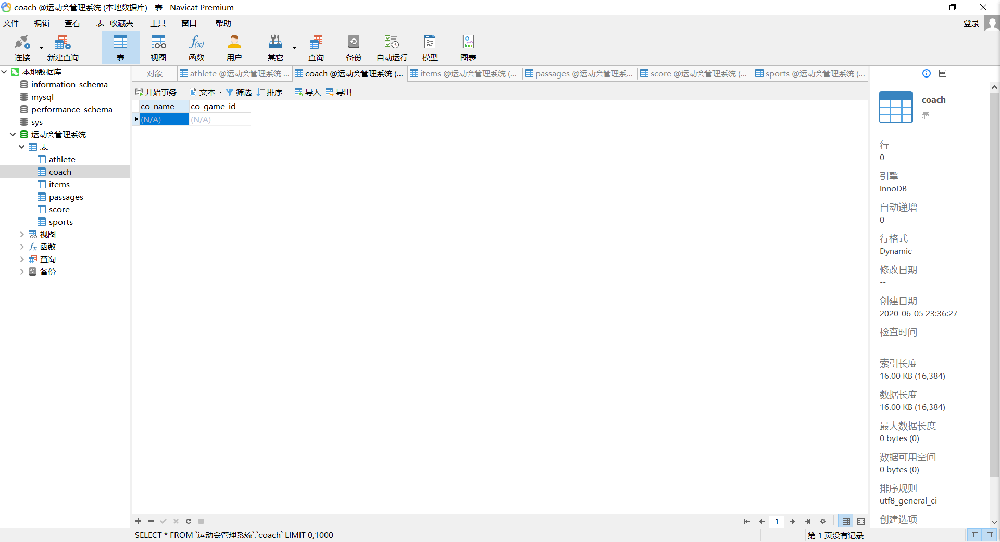 coach @运动会管理系统 (本地数据库) - 表 - Navicat Premium
文件 编辑 查看 表 收藏夹 工具 窗口 帮助 登录
连接 新建查询 表 视图 函数 用户 其它 查询 备份 自动运行 模型 图表
本地数据库
information_schema
mysql
performance_schema
sys
运动会管理系统
表
athlete
coach
items
passages
score
sports
视图
函数
查询
备份
对象 athlete @运动会管理系统 ... coach @运动会管理系统 (... items @运动会管理系统 (... passages @运动会管理系... score @运动会管理系统 (... sports @运动会管理系统 (...
开始事务 文本 筛选 排序 导入 导出
co_name co_game_id
(N/A) (N/A)
coach
表
行
0
引擎
InnoDB
自动递增
0
行格式
Dynamic
修改日期
--
创建日期
2020-06-05 23:36:27
检查时间
--
索引长度
16.00 KB (16,384)
数据长度
16.00 KB (16,384)
最大数据长度
0 bytes (0)
数据可用空间
0 bytes (0)
排序规则
utf8_general_ci
创建选项
1
SELECT * FROM `运动会管理系统`.`coach` LIMIT 0,1000 第 1 页没有记录